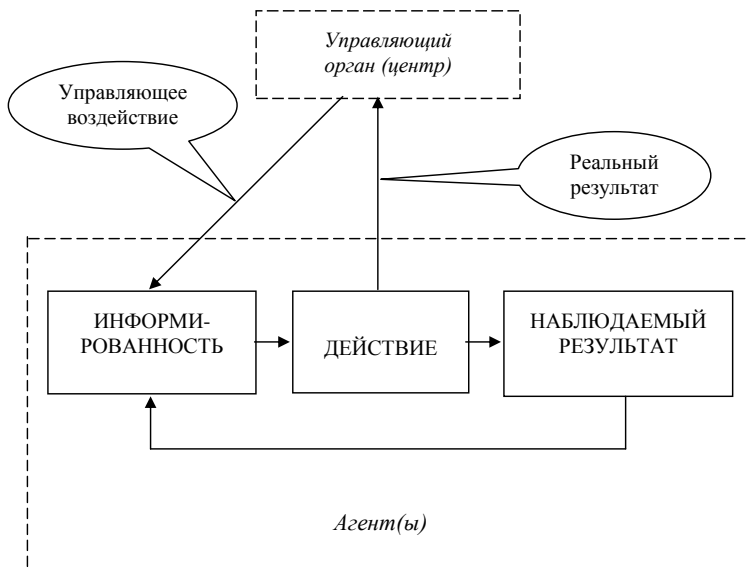 Управляющий
орган (центр)
Управляющее
воздействие
Реальный
результат
ИНФОРМИ-
РОВАННОСТЬ
ДЕЙСТВИЕ
НАБЛЮДАЕМЫЙ
РЕЗУЛЬТАТ
Агент(ы)